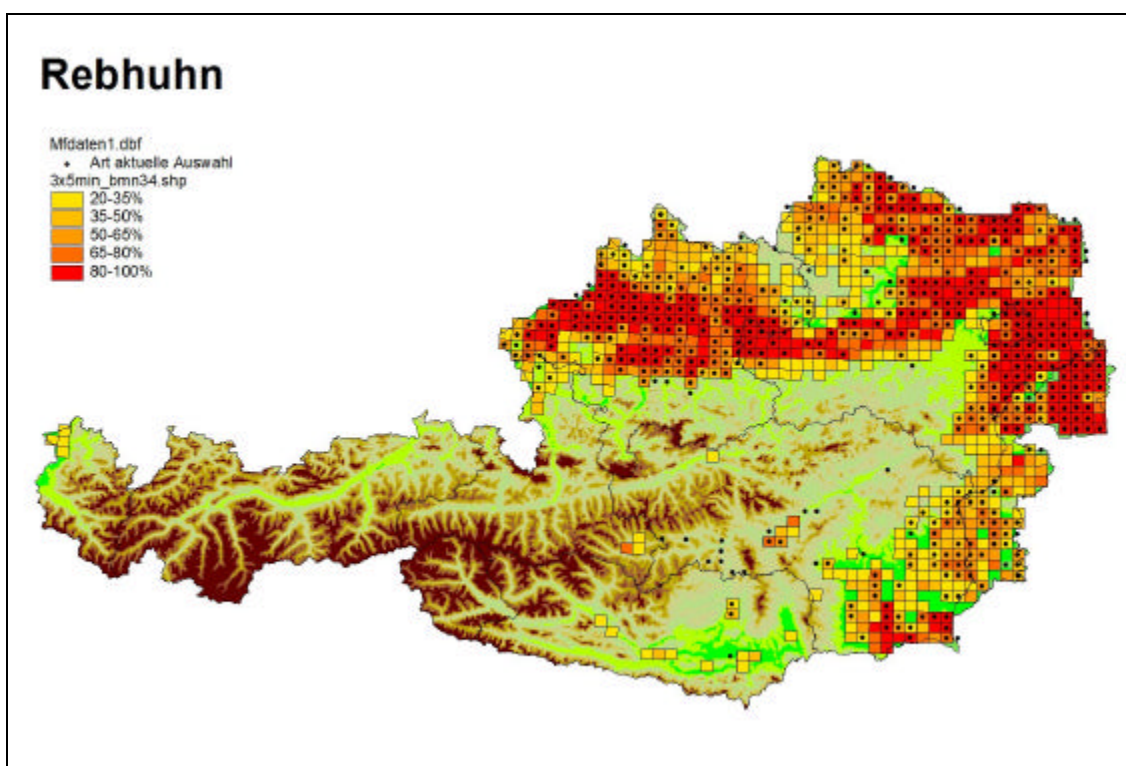 Rebhuhn
Mfdaten1.dbf
Art aktuelle Auswahl
3x5min_bmn34.shp
20-35%
35-50%
50-65%
65-80%
80-100%